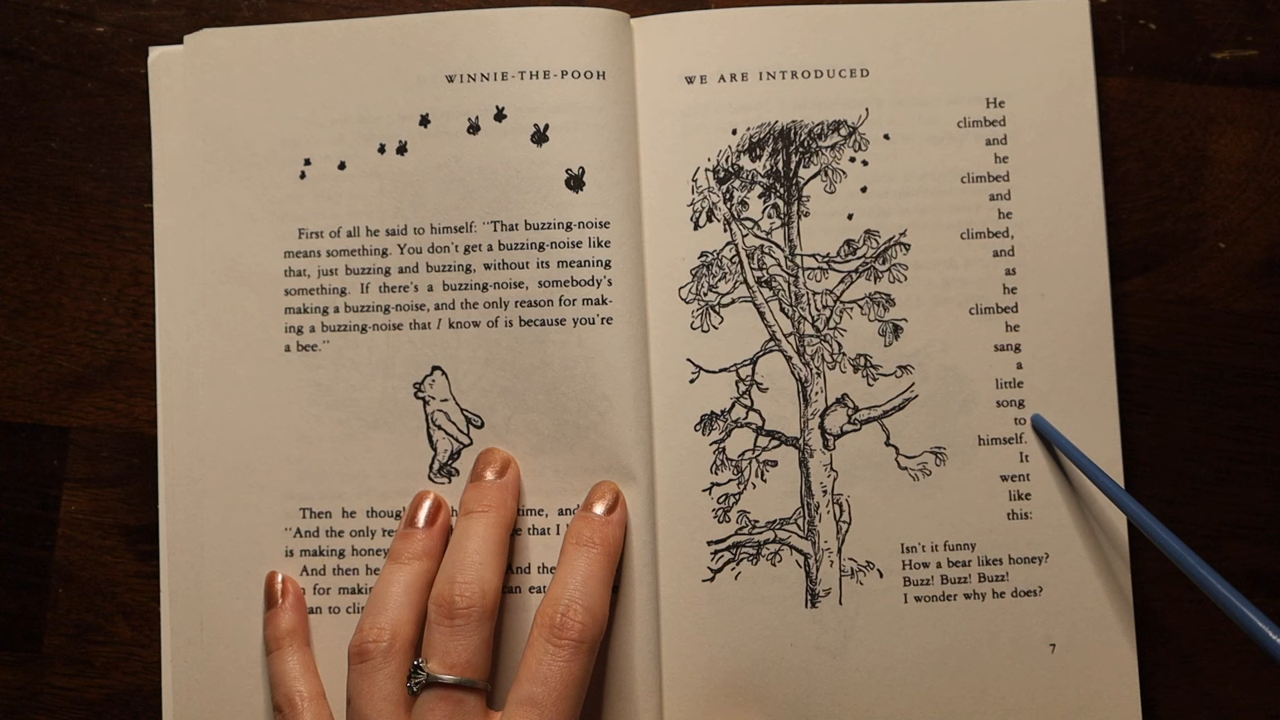 WINNIE-THE-POOH
First of all he said to himself: "That buzzing-noise
means something. You don't get a buzzing-noise like
that, just buzzing and buzzing, without its meaning
something. If there's a buzzing-noise, somebody's
making a buzzing-noise, and the only reason for mak-
ing a buzzing-noise that I know of is because you're
a bee."
Then he time, and
"And the only that I
is making honey
And then he And the
for can eat
to
WE ARE INTRODUCED
He
climbed
and
he
climbed
and
he
climbed,
and
as
he
climbed
he
sang
a
little
song
to
himself.
It
went
like
this:
Isn't it funny
How a bear likes honey?
Buzz! Buzz! Buzz!
I wonder why he does?
7